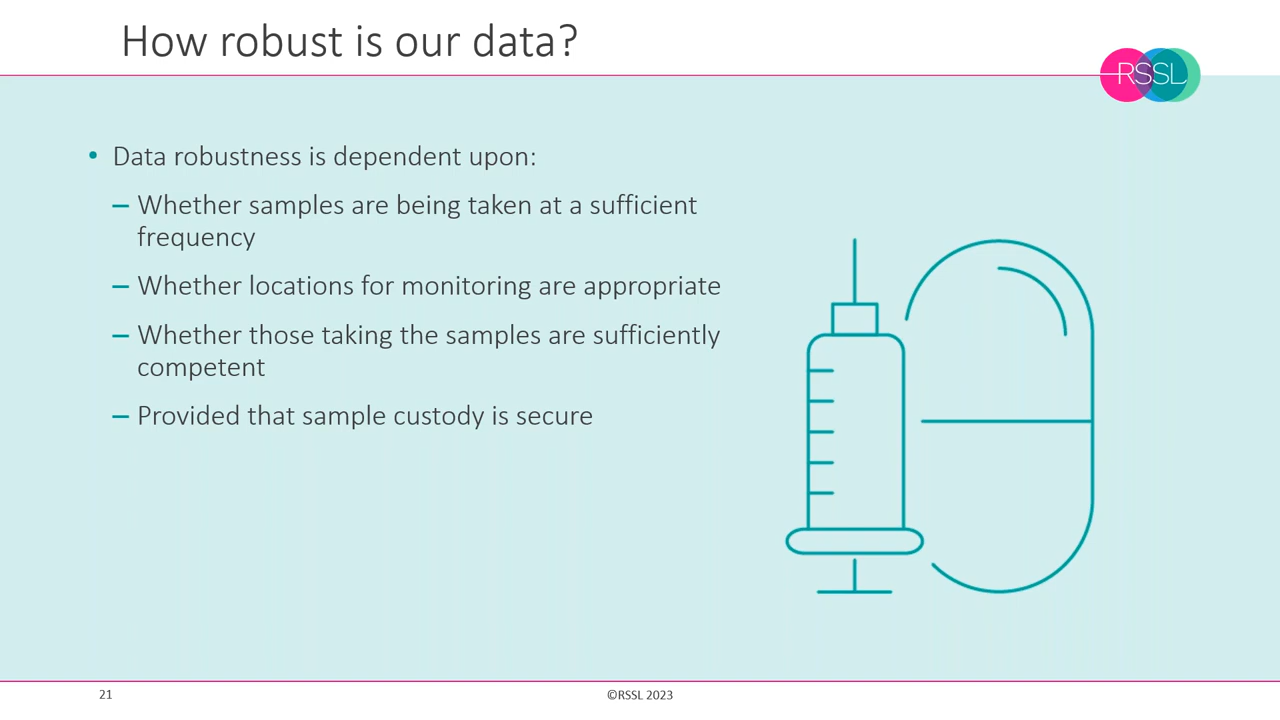 How robust is our data?
RSSL
• Data robustness is dependent upon:
– Whether samples are being taken at a sufficient
frequency
– Whether locations for monitoring are appropriate
– Whether those taking the samples are sufficiently
competent
– Provided that sample custody is secure
21
©RSSL 2023